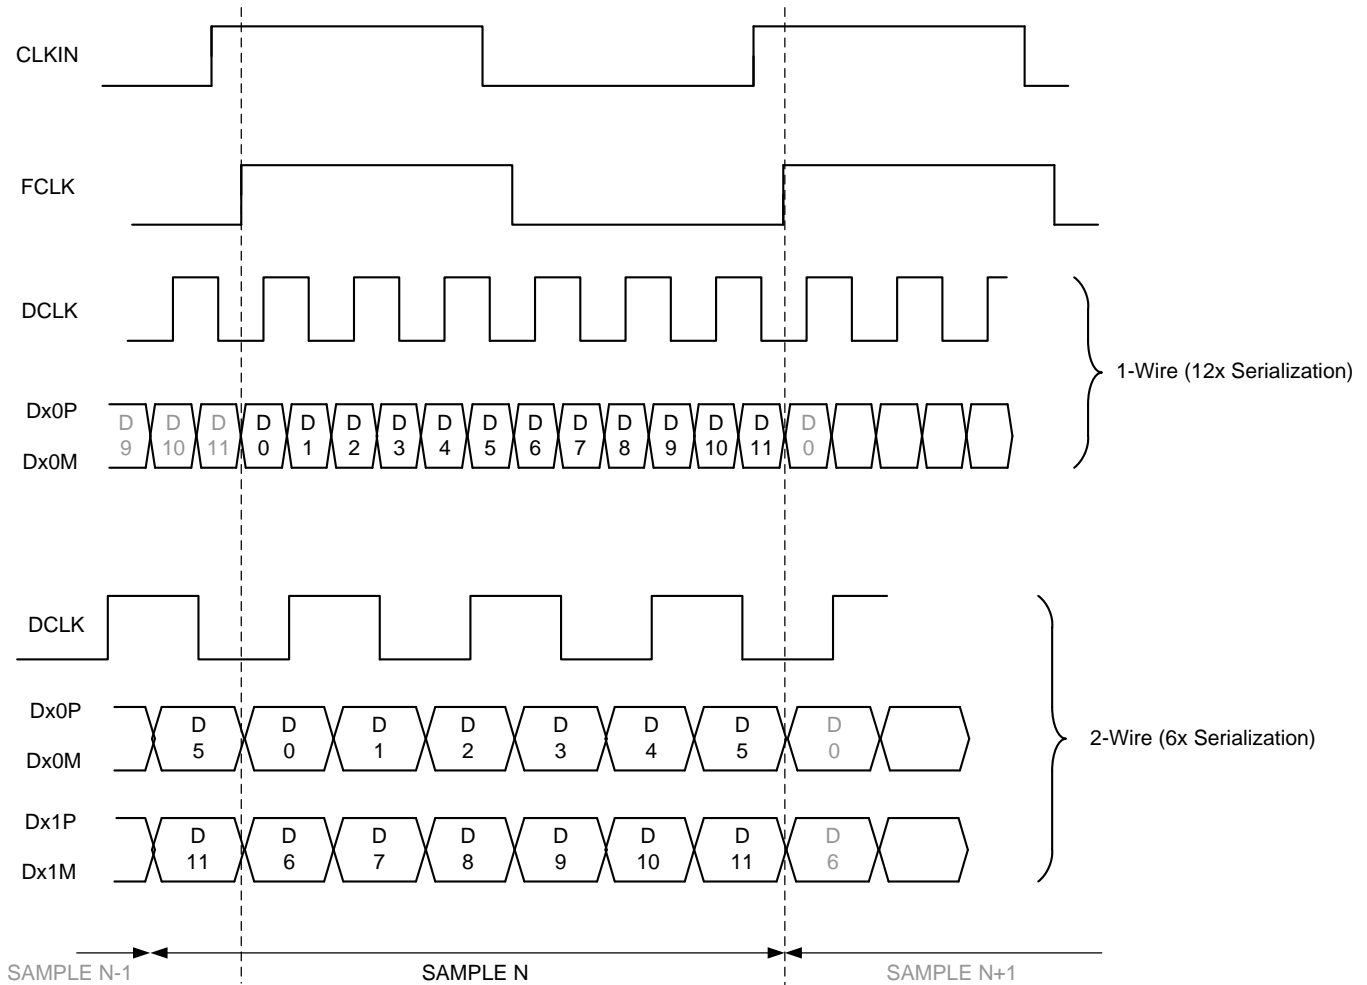 CLKIN
FCLK
DCLK
1-Wire (12x Serialization)
Dx0P
D D D D D D D D D D D D D D D D
9 10 11 0 1 2 3 4 5 6 7 8 9 10 11 0
Dx0M
DCLK
Dx0P
D D D D D D D D
5 0 1 2 3 4 5 0
Dx0M
2-Wire (6x Serialization)
Dx1P
D D D D D D D D
11 6 7 8 9 10 11 6
Dx1M
SAMPLE N-1 SAMPLE N SAMPLE N+1